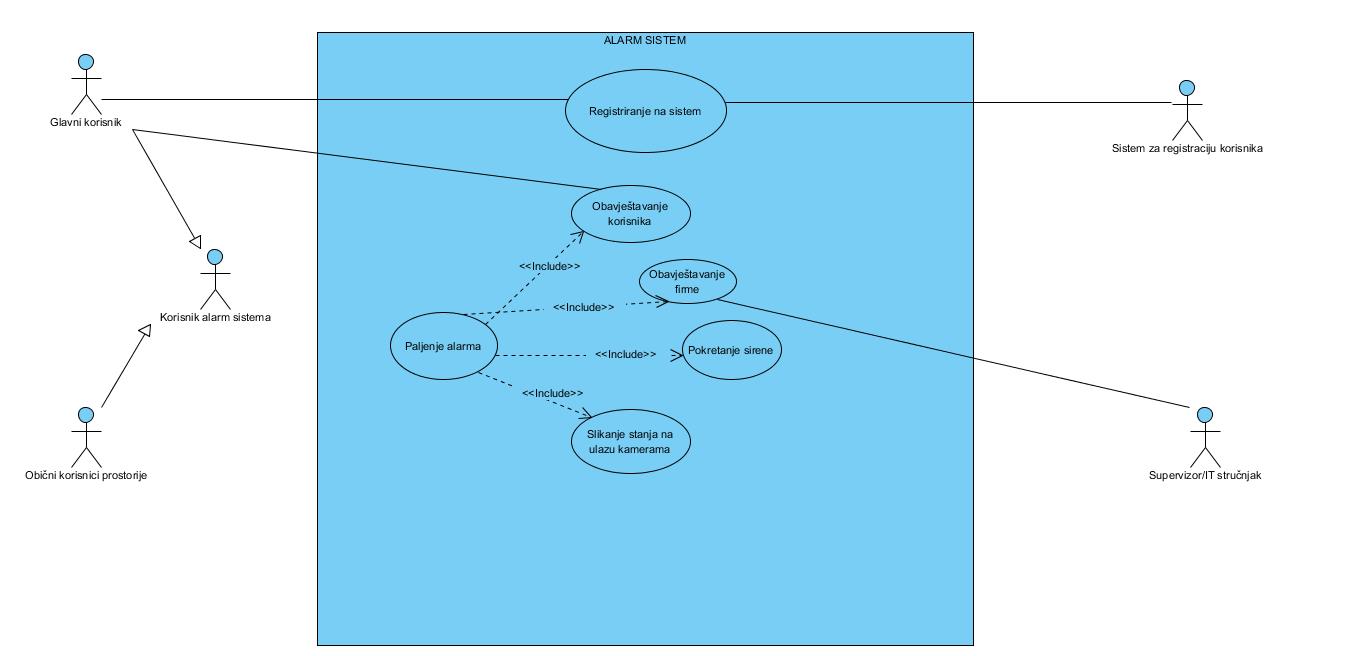 ALARM SISTEM
Glavni korisnik
Registriranje na sistem
Sistem za registraciju korisnika
Obavještavanje
korisnika
<<Include>>
Obavještavanje
firme
<<Include>>
Korisnik alarm sistema
Paljenje alarma
<<Include>>
Pokretanje sirene
<<Include>>
Slikanje stanja na
ulazu kamerama
Obični korisnici prostorije
Supervizor/IT stručnjak